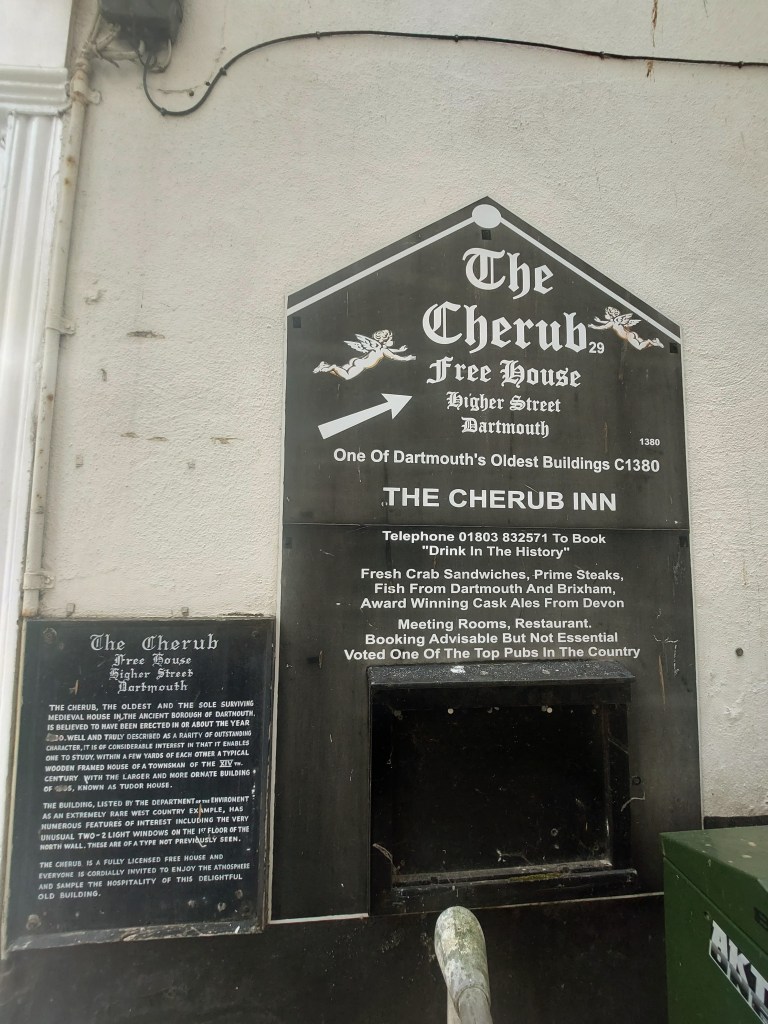 The
Cherub 29
Free House
Higher Street
Dartmouth
1380
One Of Dartmouth's Oldest Buildings C1380
THE CHERUB INN
Telephone 01803 832571 To Book
"Drink In The History"
Fresh Crab Sandwiches, Prime Steaks,
Fish From Dartmouth And Brixham,
Award Winning Cask Ales From Devon
Meeting Rooms, Restaurant.
Booking Advisable But Not Essential
Voted One Of The Top Pubs In The Country
The Cherub
Free House
Higher Street
Dartmouth
THE CHERUB, THE OLDEST AND THE SOLE SURVIVING
MEDIEVAL HOUSE IN THE ANCIENT BOROUGH OF DARTMOUTH.
IS BELIEVED TO HAVE BEEN ERECTED IN OR ABOUT THE YEAR
WELL AND TRULY DESCRIBED AS A RARITY OF OUTSTANDING
CHARACTER, IT IS OF CONSIDERABLE INTEREST IN THAT IT ENABLES
ONE TO STUDY, WITHIN A FEW YARDS OF EACH OTHER A TYPICAL
WOODEN FRAMED HOUSE OF A TOWNSMAN OF THE XIV TH.
CENTURY WITH THE LARGER AND MORE ORNATE BUILDING
OF KNOWN AS TUDOR HOUSE.
THE BUILDING, LISTED BY THE DEPARTMENT OF THE ENVIROMENT
AS AN EXTREMELY RARE WEST COUNTRY EXAMPLE, HAS
NUMEROUS FEATURES OF INTEREST INCLUDING THE VERY
UNUSUAL TWO-2 LIGHT WINDOWS ON THE 1ST FLOOR OF THE
NORTH WALL. THESE ARE OF A TYPE NOT PREVIOUSLY SEEN.
THE CHERUB IS A FULLY LICENSED FREE HOUSE AND
EVERYONE IS CORDIALLY INVITED TO ENJOY THE ATHOSPHERE
AND SAMPLE THE HOSPITALITY OF THIS DELIGHTFUL
OLD BUILDING.